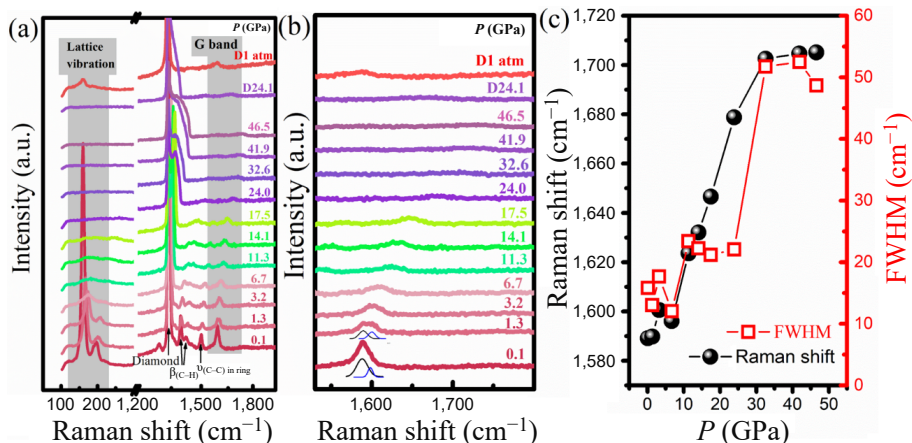 (a)
P (GPa)
Lattice
vibration
G band
D1 atm
D24.1
46.5
41.9
32.6
24.0
17.5
14.1
11.3
6.7
3.2
1.3
0.1
Diamond
β(C–H)
υ(C–C) in ring
Intensity (a.u.)
100 200 1,200 1,500 1,800
Raman shift (cm−1)
(b)
P (GPa)
D1 atm
D24.1
46.5
41.9
32.6
24.0
17.5
14.1
11.3
6.7
3.2
1.3
0.1
Intensity (a.u.)
1,600 1,700
Raman shift (cm−1)
(c)
1,720
1,700
1,680
1,660
1,640
1,620
1,600
1,580
Raman shift (cm−1)
60
50
40
30
20
10
0
FWHM (cm−1)
FWHM
Raman shift
0 10 20 30 40 50
P (GPa)